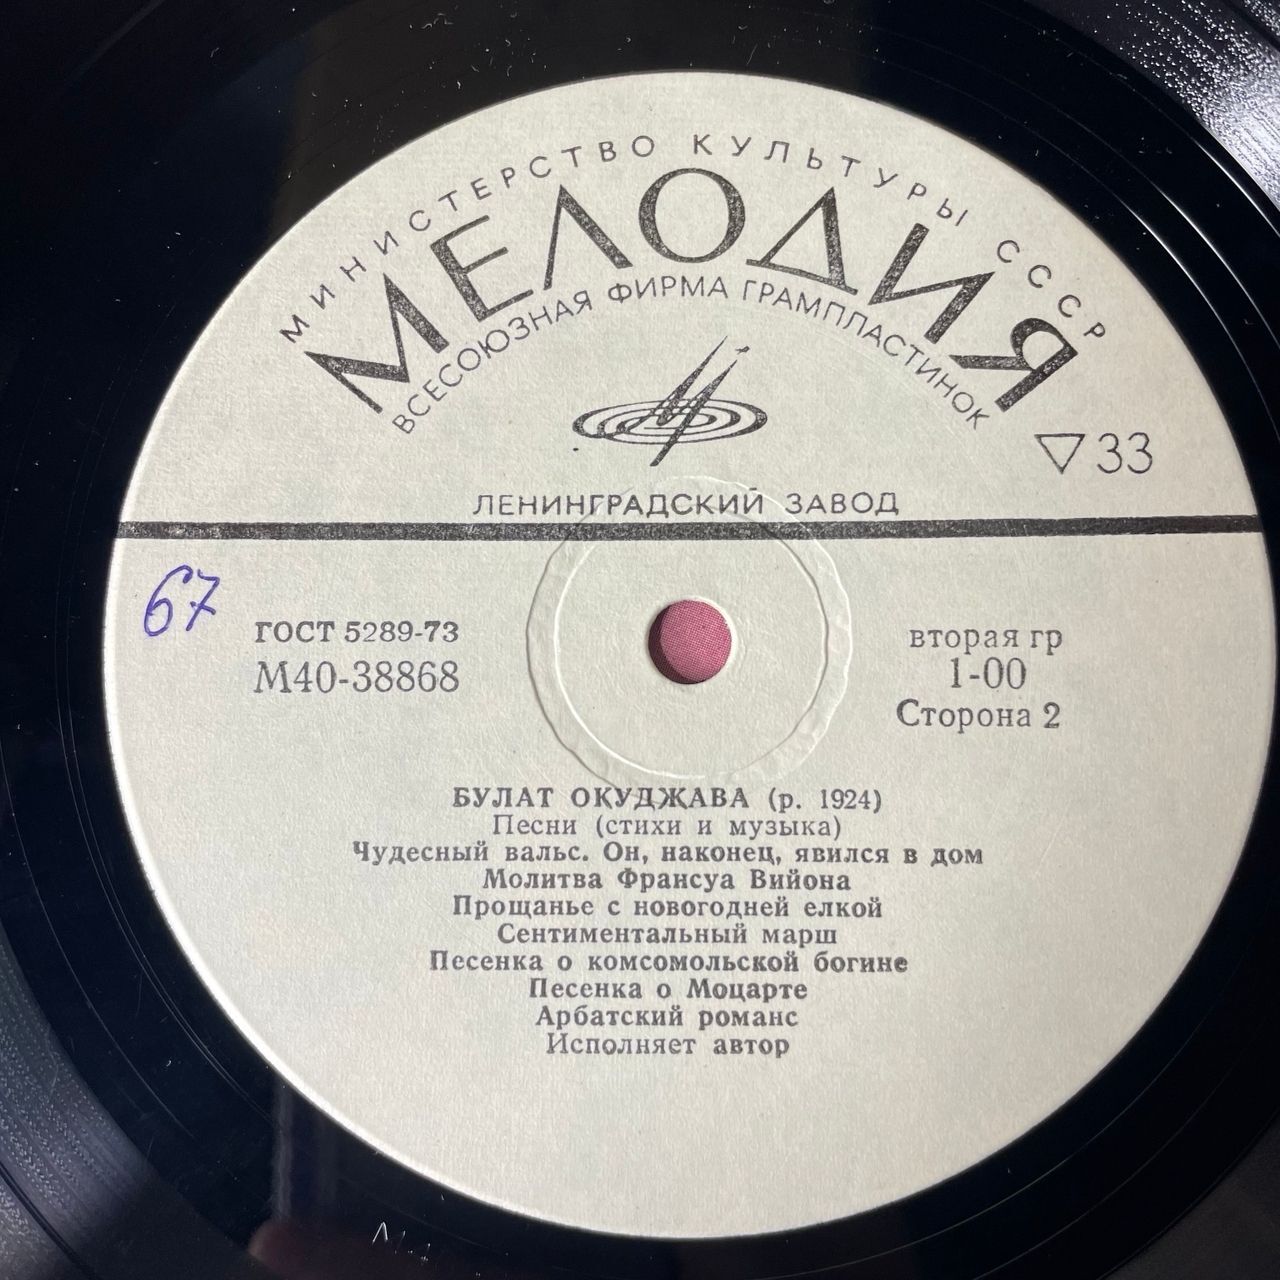 МИНИСТЕРСТВО КУЛЬТУРЫ СССР
МЕЛОДИЯ
ВСЕСОЮЗНАЯ ФИРМА ГРАМПЛАСТИНОК
33
ЛЕНИНГРАДСКИЙ ЗАВОД
67
ГОСТ 5289-73
М40-38868
вторая гр
1-00
Сторона 2
БУЛАТ ОКУДЖАВА (р. 1924)
Песни (стихи и музыка)
Чудесный вальс. Он, наконец, явился в дом
Молитва Франсуа Вийона
Прощанье с новогодней елкой
Сентиментальный марш
Песенка о комсомольской богине
Песенка о Моцарте
Арбатский романс
Исполняет автор